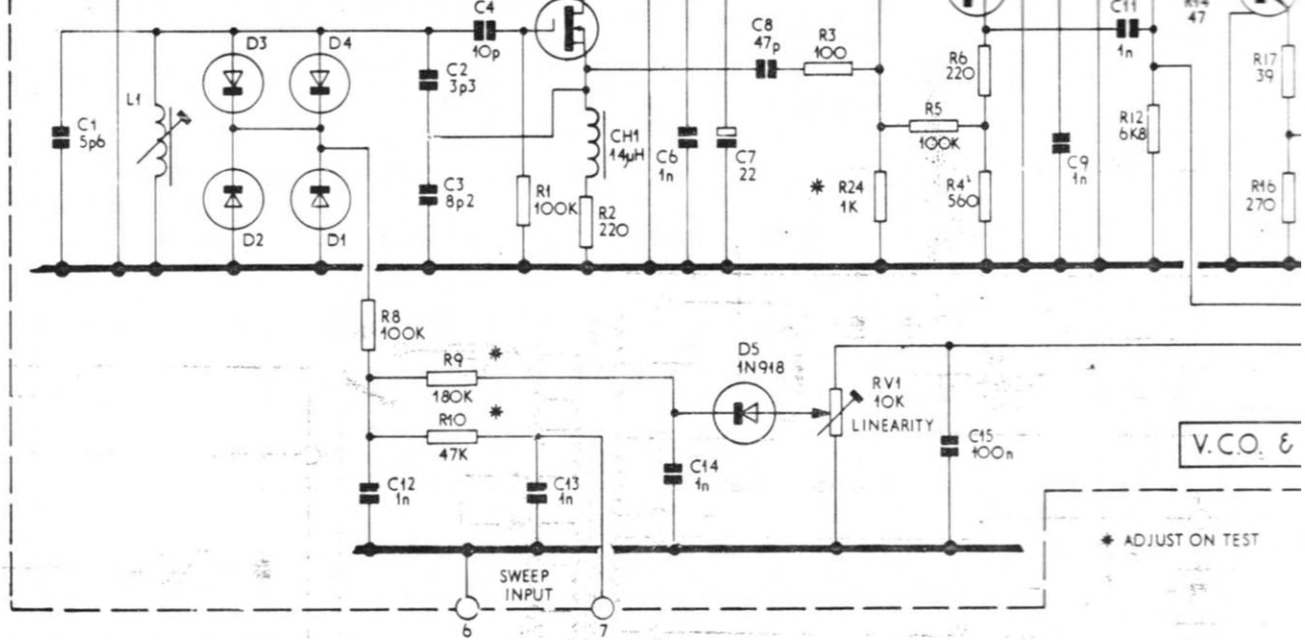 C4
10p
C11
1n
47
D3
D4
C8
47p
R3
100
L1
C2
3p3
R6
220
R17
39
C1
5p6
CH1
14µH
C6
1n
C7
22
R5
100K
R12
6K8
C9
1n
C3
8p2
R1
100K
R2
220
* R24
1K
R4
560
R16
270
D2
D1
R8
100K
R9 *
180K
R10 *
47K
D5
1N918
RV1
10K
LINEARITY
C15
100n
V.C.O. &
C12
1n
C13
1n
C14
1n
* ADJUST ON TEST
SWEEP
INPUT
6
7